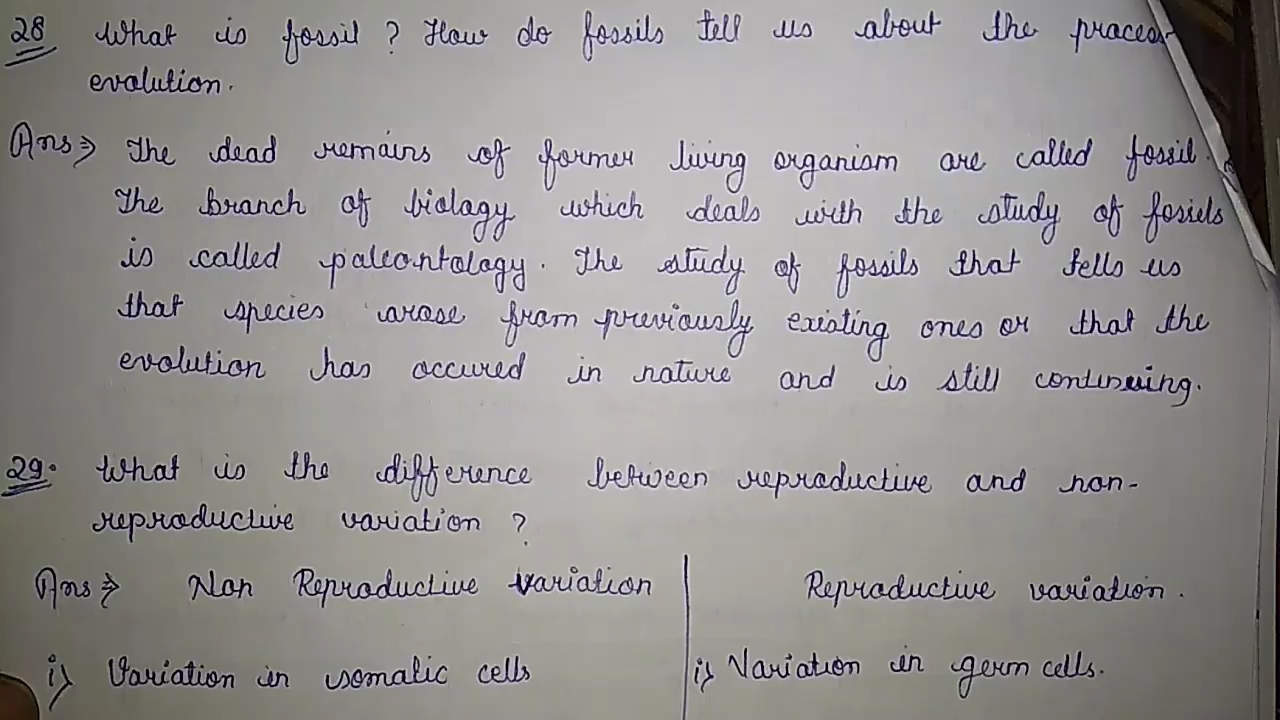 28 What is fossil? How do fossils tell us about the process
evolution.
Ans⇒ The dead remains of former living organism are called fossil.
The branch of biology which deals with the study of fosiels
is called paleontology. The study of fossils that tells us
that species arose from previously existing ones or that the
evolution has occured in nature and is still continuing.
29. What is the difference between reproductive and non-
reproductive variation?
Ans⇒ Non Reproductive variation Reproductive variation.
i) Variation in somatic cells i) Variation in germ cells.